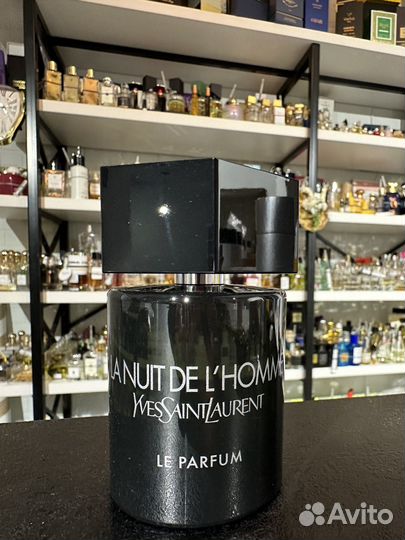 LA NUIT DE L'HOMME
YVESSAINTLAURENT
LE PARFUM
Avito